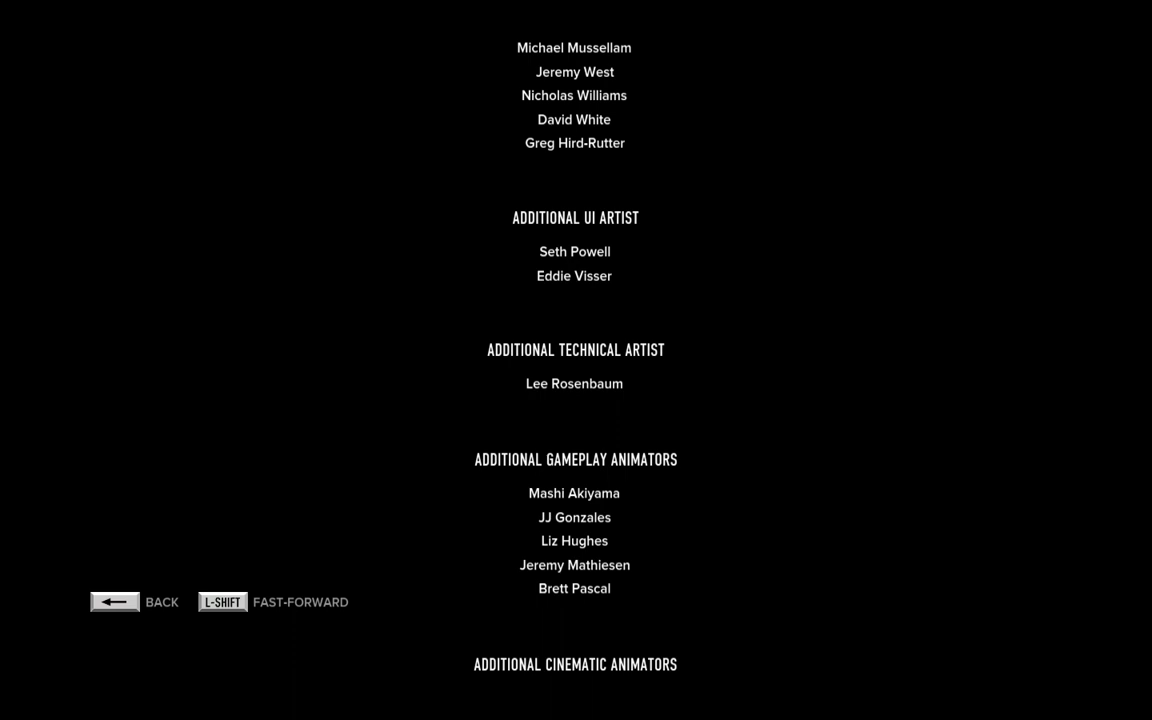 Michael Mussellam
Jeremy West
Nicholas Williams
David White
Greg Hird-Rutter
ADDITIONAL UI ARTIST
Seth Powell
Eddie Visser
ADDITIONAL TECHNICAL ARTIST
Lee Rosenbaum
ADDITIONAL GAMEPLAY ANIMATORS
Mashi Akiyama
JJ Gonzales
Liz Hughes
Jeremy Mathiesen
Brett Pascal
BACK L-SHIFT FAST-FORWARD
ADDITIONAL CINEMATIC ANIMATORS